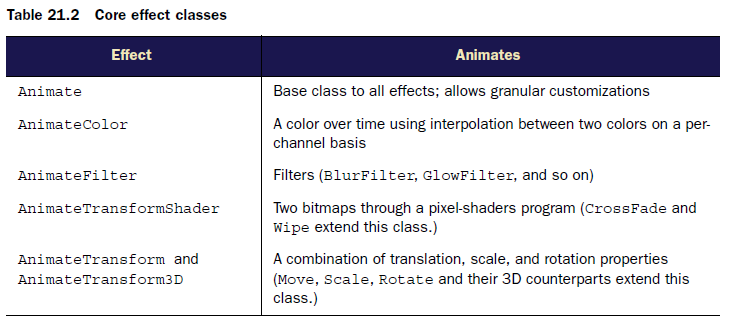 Table 21.2 Core effect classes
Effect Animates
Animate Base class to all effects; allows granular customizations
AnimateColor A color over time using interpolation between two colors on a per-
channel basis
AnimateFilter Filters (BlurFilter, GlowFilter, and so on)
AnimateTransformShader Two bitmaps through a pixel-shaders program (CrossFade and
Wipe extend this class.)
AnimateTransform and A combination of translation, scale, and rotation properties
AnimateTransform3D (Move, Scale, Rotate and their 3D counterparts extend this
class.)